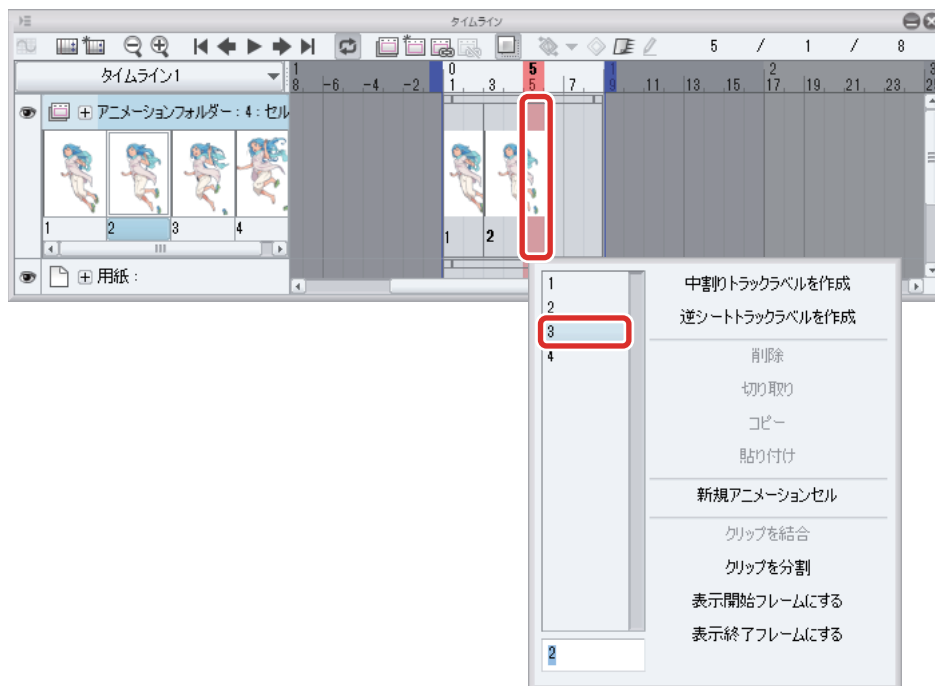 タイムライン
5 / 1 / 8
タイムライン1
1 0 5 1 2 3
8 -6 -4 -2 1 3 5 7 9 11 13 15 17 19 21 23
アニメーションフォルダー : 4 : セル
1 2 3 4
1 2
用紙 :
1
2
3
4
2
中割りトラックラベルを作成
逆シートトラックラベルを作成
削除
切り取り
コピー
貼り付け
新規アニメーションセル
クリップを結合
クリップを分割
表示開始フレームにする
表示終了フレームにする